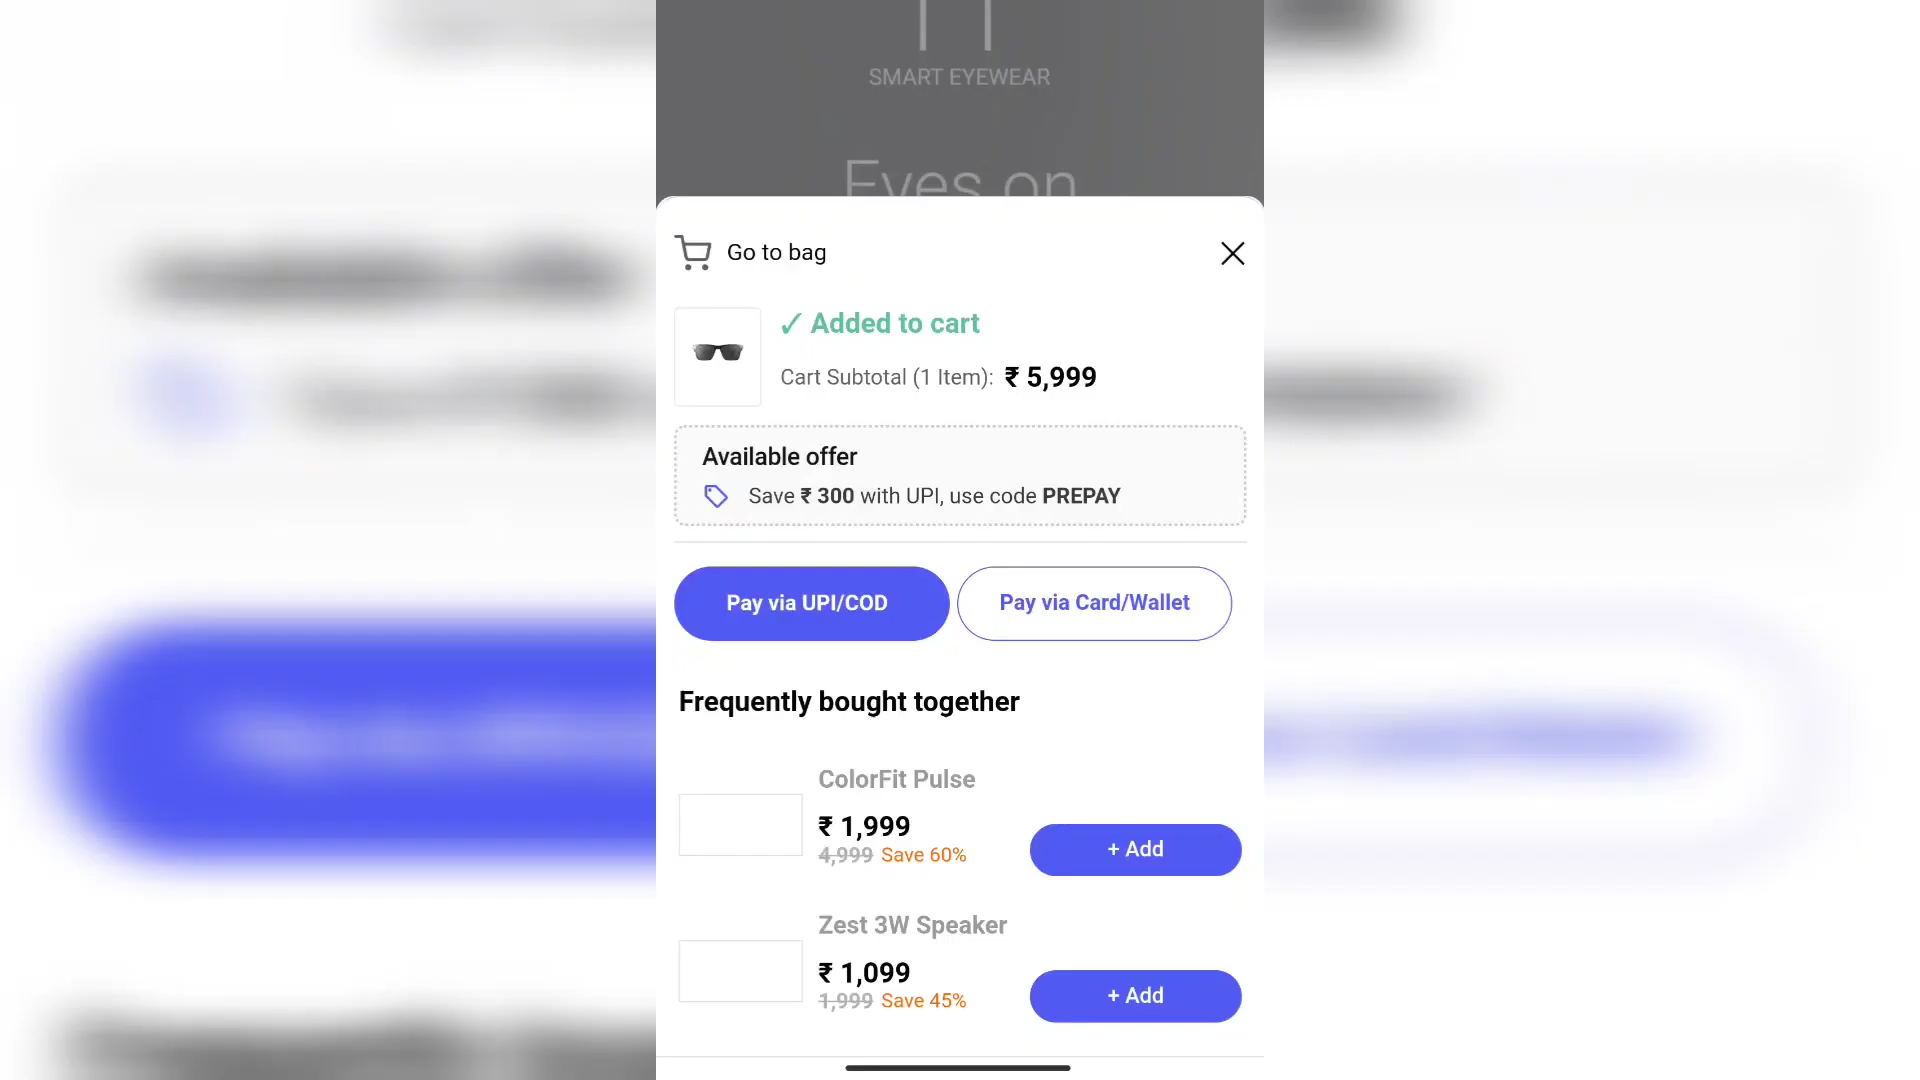 SMART EYEWEAR
Eyes on
Go to bag
✓ Added to cart
Cart Subtotal (1 Item): ₹ 5,999
Available offer
Save ₹ 300 with UPI, use code PREPAY
Pay via UPI/COD
Pay via Card/Wallet
Frequently bought together
ColorFit Pulse
₹ 1,999
4,999 Save 60%
+ Add
Zest 3W Speaker
₹ 1,099
1,999 Save 45%
+ Add